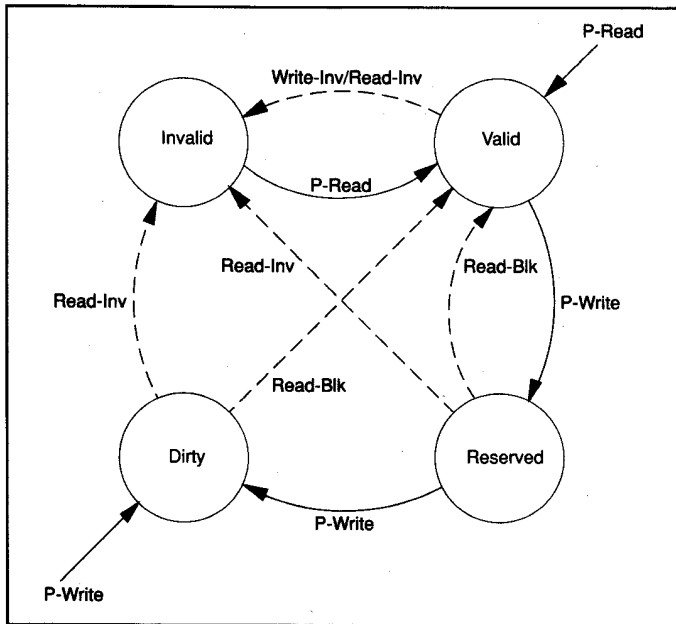 P-Read
Write-Inv/Read-Inv
Invalid
Valid
P-Read
Read-Inv
Read-Blk
Read-Inv
P-Write
Read-Blk
Dirty
Reserved
P-Write
P-Write